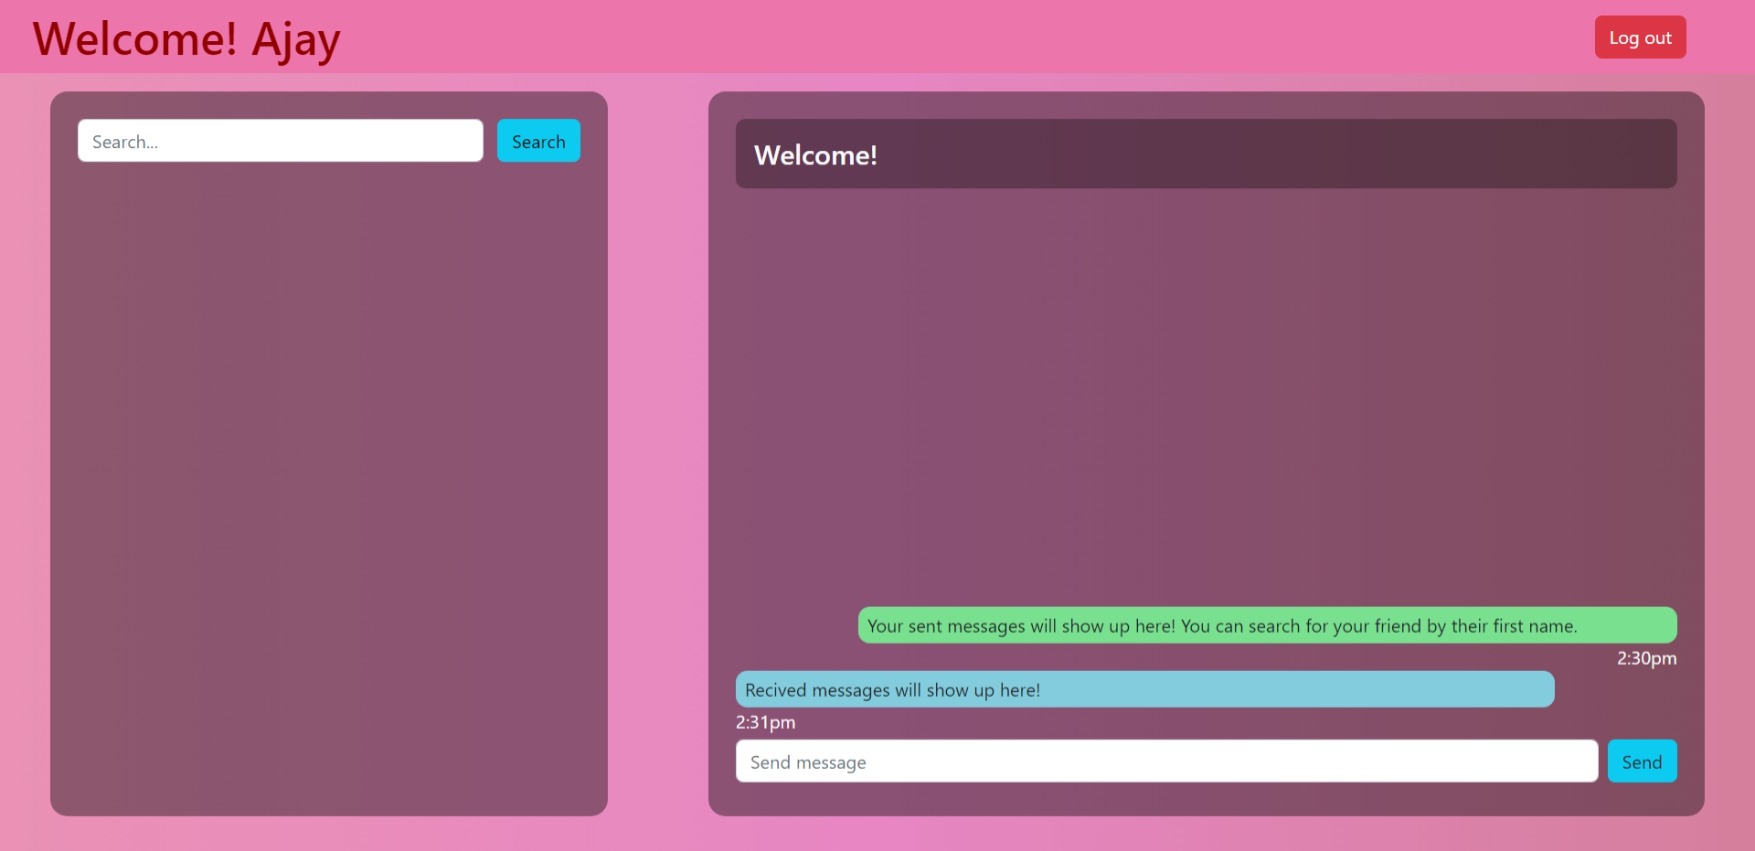 Welcome! Ajay
Log out
Search...
Search
Welcome!
Your sent messages will show up here! You can search for your friend by their first name.
2:30pm
Recived messages will show up here!
2:31pm
Send message
Send